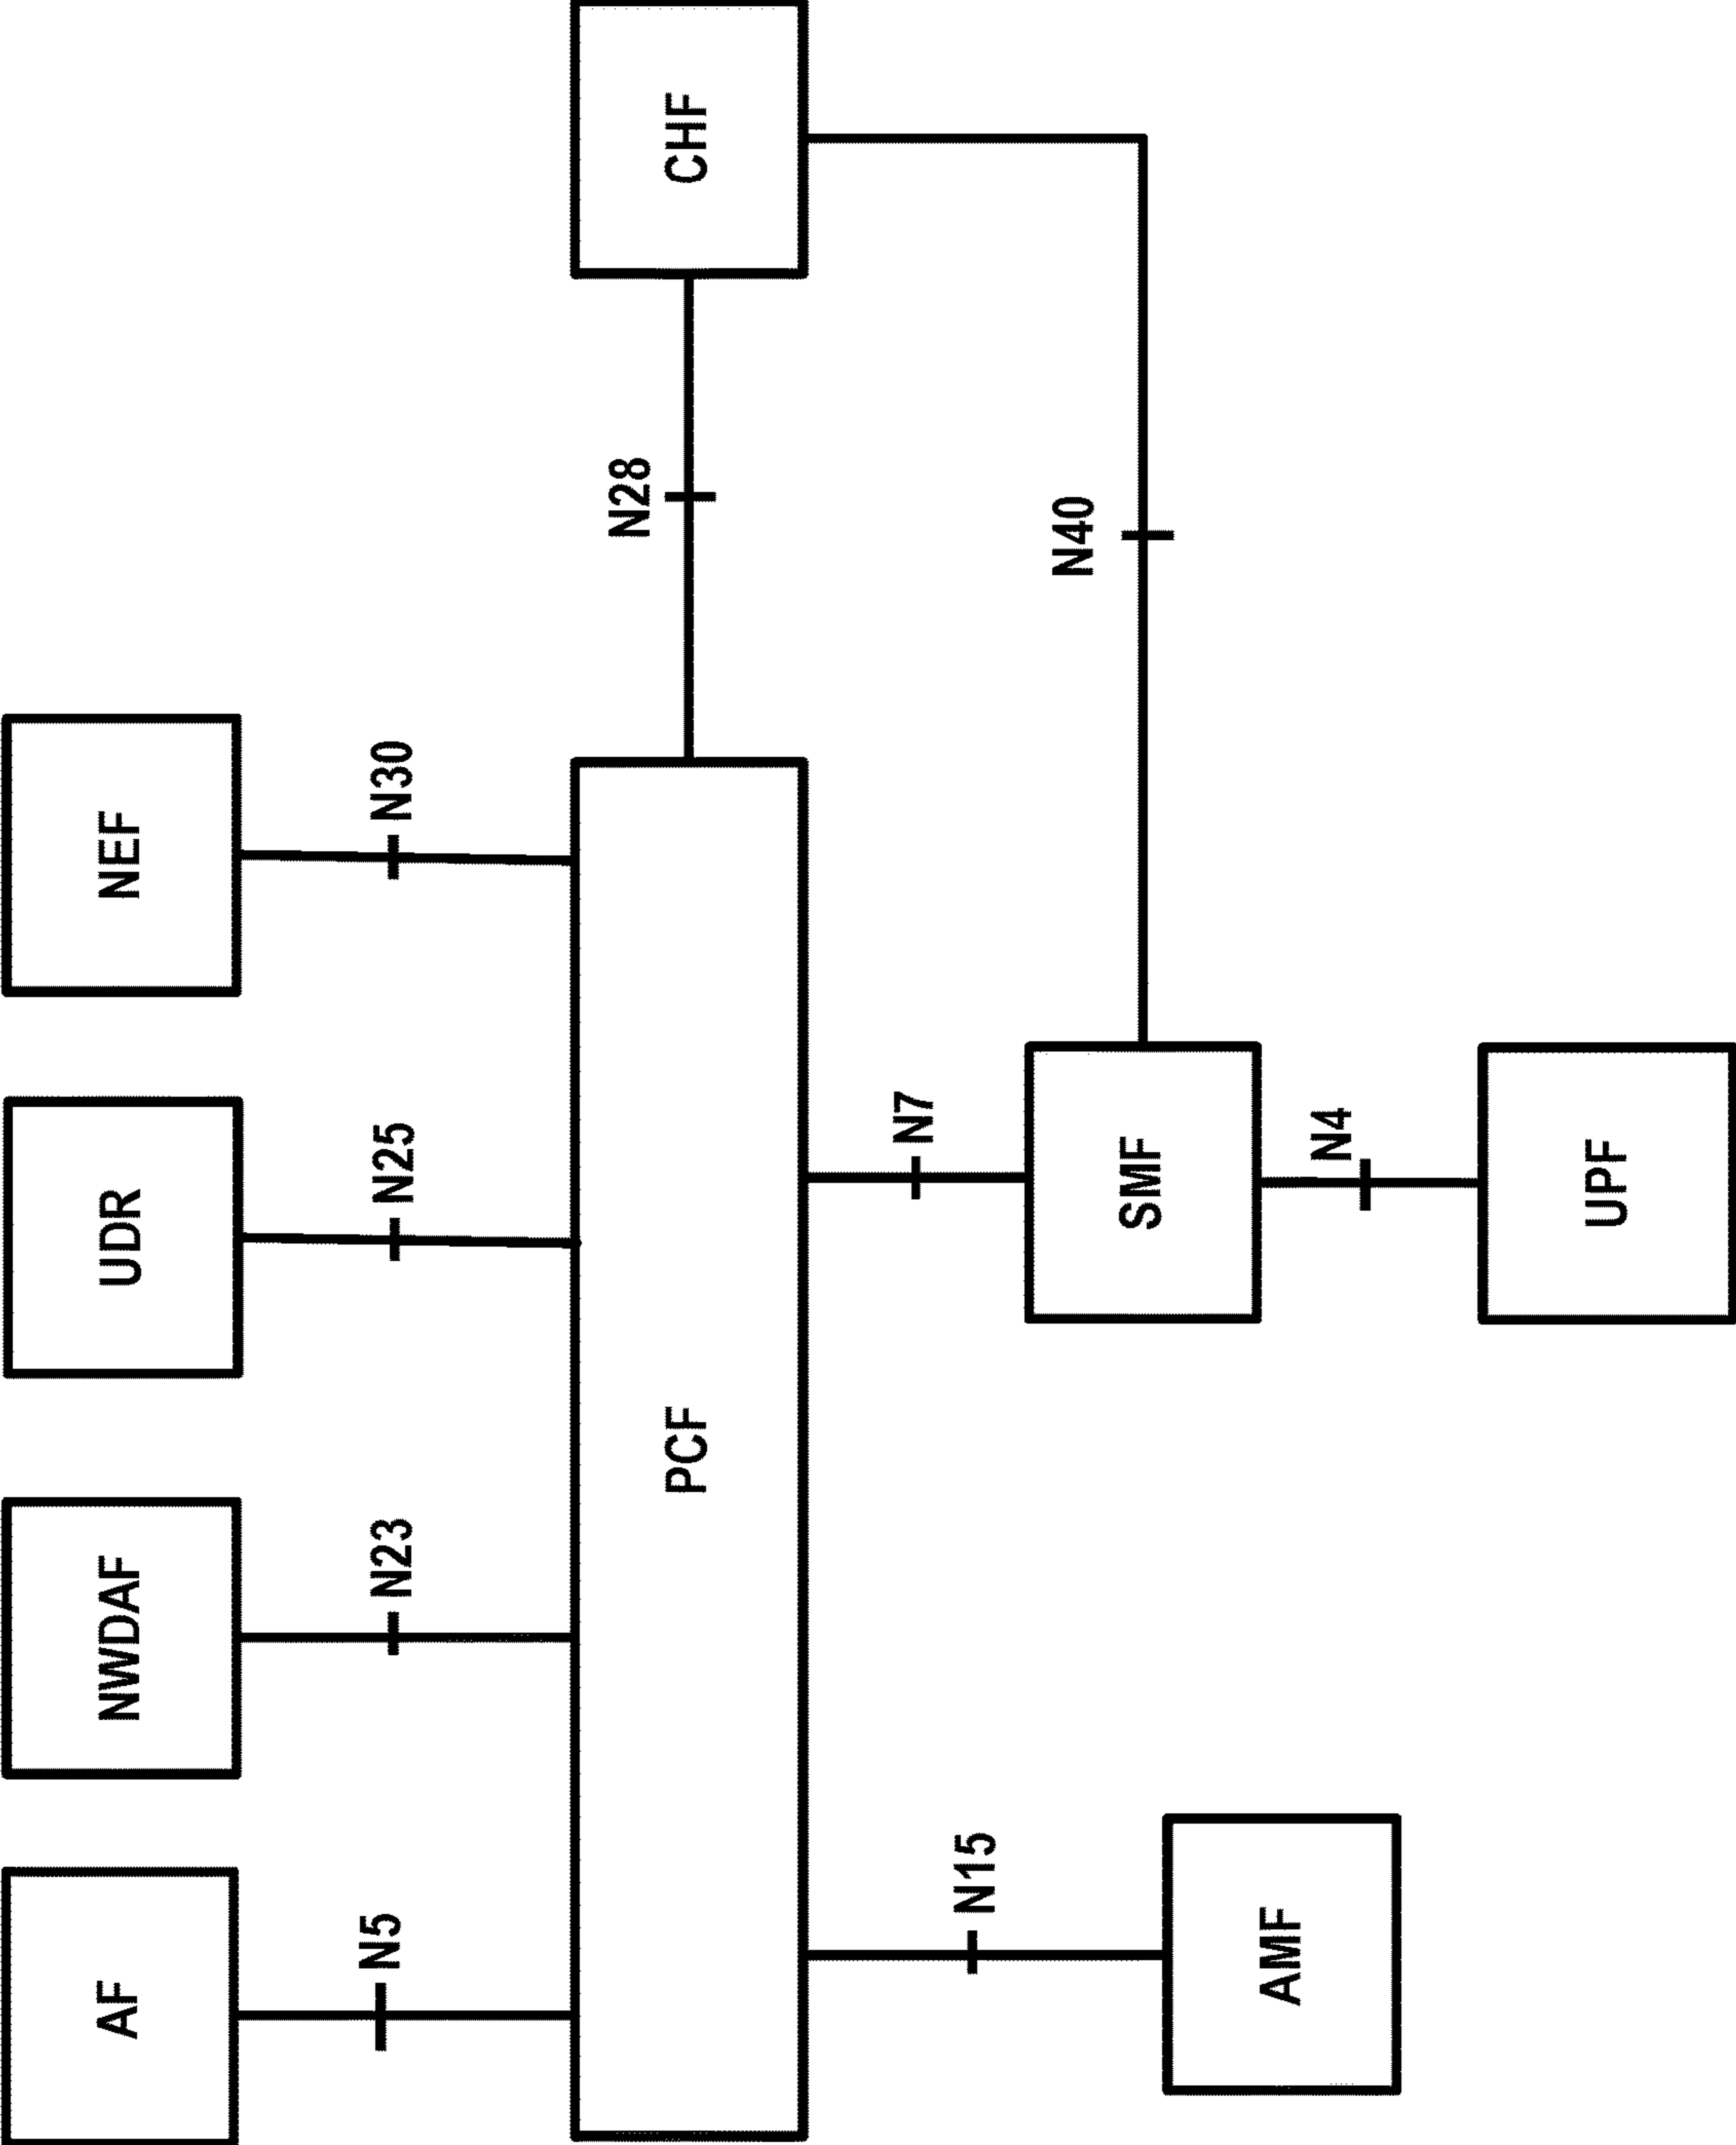 AF
NWDAF
UDR
NEF
N5
N23
N25
N30
PCF
N28
CHF
N15
N7
N40
AMF
SMF
N4
UPF